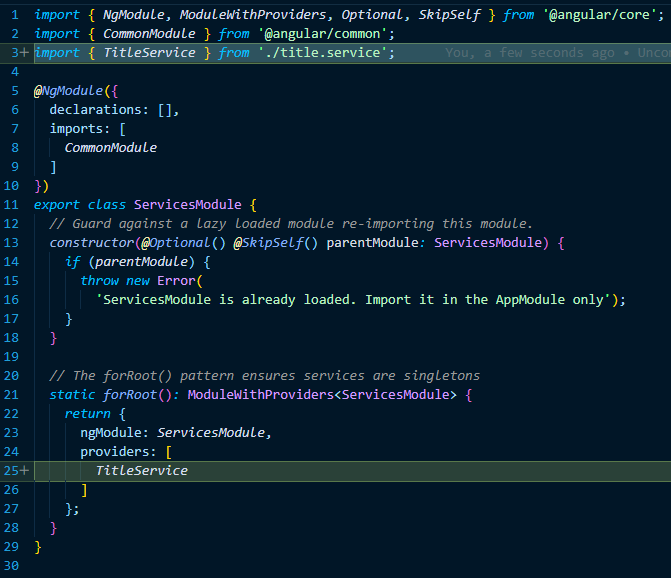 1 import { NgModule, ModuleWithProviders, Optional, SkipSelf } from '@angular/core';
2 import { CommonModule } from '@angular/common';
3+ import { TitleService } from './title.service'; You, a few seconds ago • Uncom
4
5 @NgModule({
6   declarations: [],
7   imports: [
8     CommonModule
9   ]
10 })
11 export class ServicesModule {
12   // Guard against a lazy loaded module re-importing this module.
13   constructor(@Optional() @SkipSelf() parentModule: ServicesModule) {
14     if (parentModule) {
15       throw new Error(
16         'ServicesModule is already loaded. Import it in the AppModule only');
17     }
18   }
19
20   // The forRoot() pattern ensures services are singletons
21   static forRoot(): ModuleWithProviders<ServicesModule> {
22     return {
23       ngModule: ServicesModule,
24       providers: [
25+         TitleService
26       ]
27     };
28   }
29 }
30